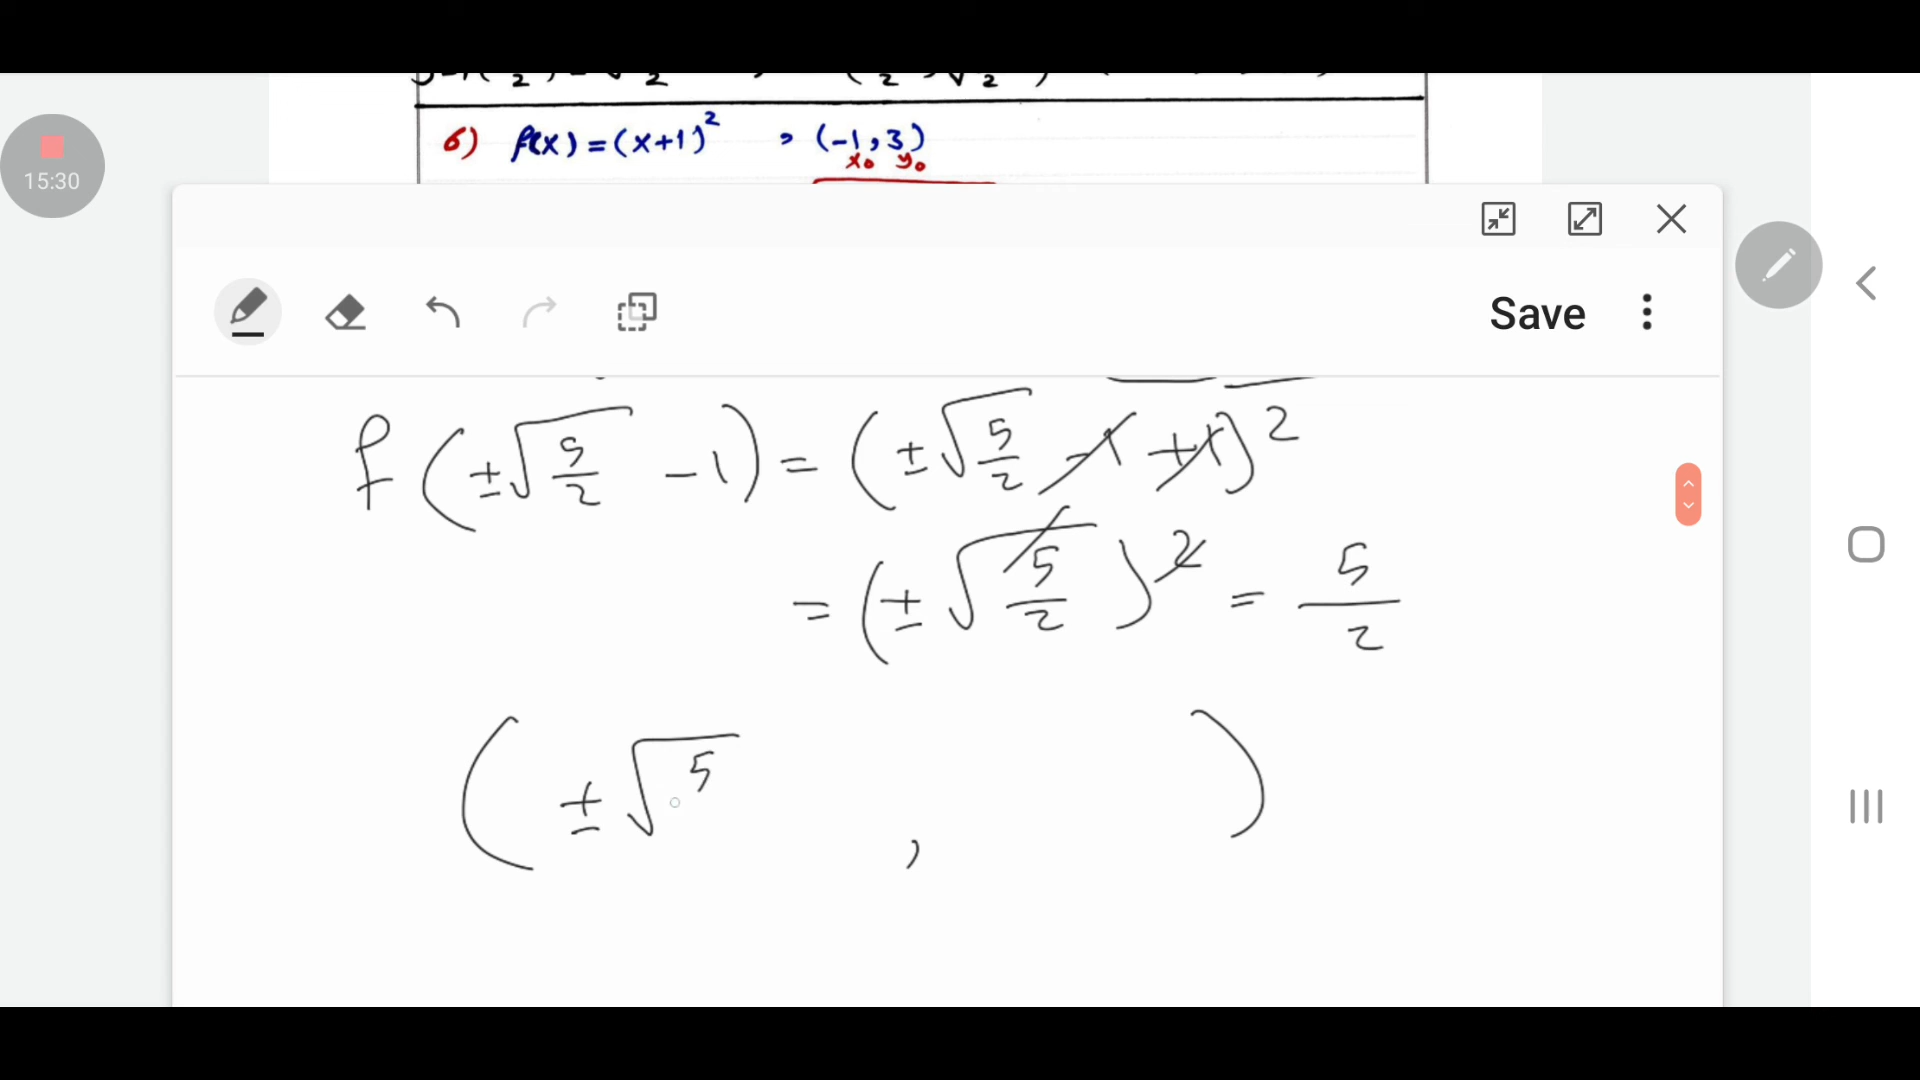 6) f(x) = (x+1)² , (-1, 3)
x₀ y₀
15:30
Save
f(±√(5/2) - 1) = (±√(5/2) - 1 + 1)²
= (±√(5/2))² = 5/2
(±√5 , )